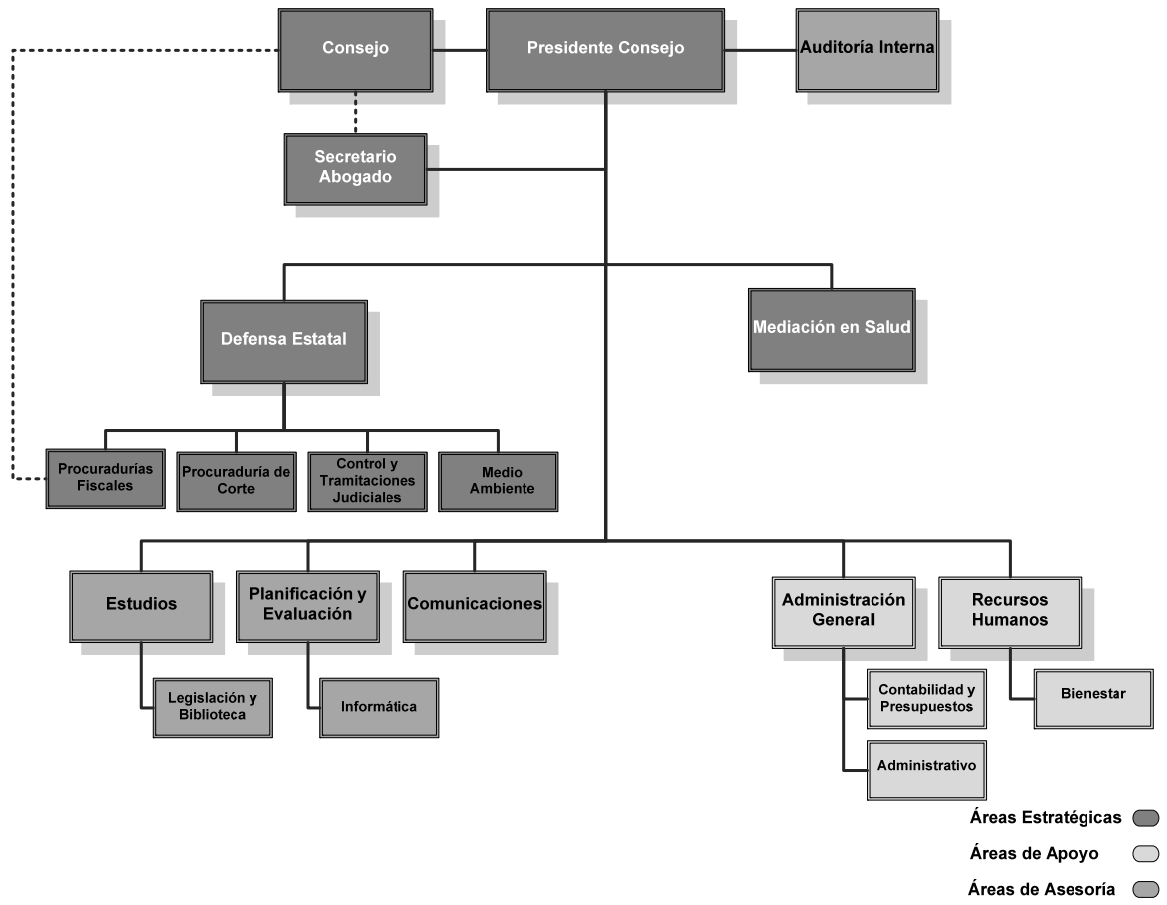 Consejo
Presidente Consejo
Auditoría Interna
Secretario
Abogado
Defensa Estatal
Mediación en Salud
Procuradurías
Fiscales
Procuraduría de
Corte
Control y
Tramitaciones
Judiciales
Medio
Ambiente
Estudios
Planificación y
Evaluación
Comunicaciones
Administración
General
Recursos
Humanos
Legislación y
Biblioteca
Informática
Contabilidad y
Presupuestos
Bienestar
Administrativo
Áreas Estratégicas
Áreas de Apoyo
Áreas de Asesoría